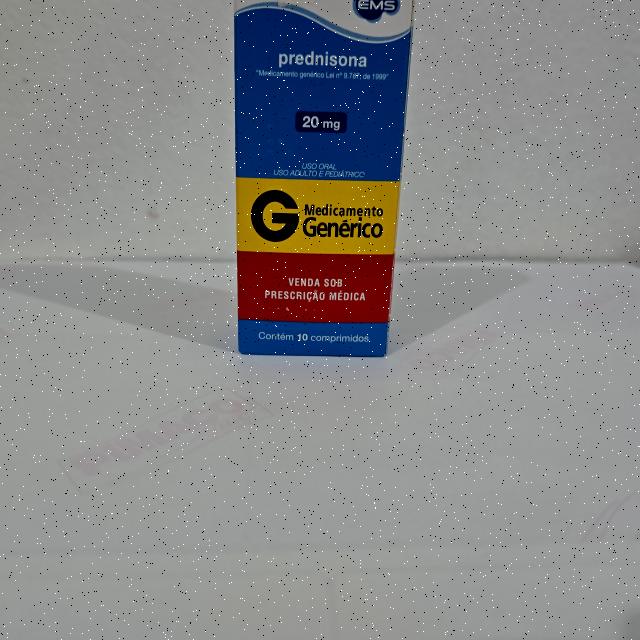 EMS
prednisona
"Medicamento genérico Lei nº 9.787, de 1999"
20 mg
USO ORAL
USO ADULTO E PEDIÁTRICO
G Medicamento
Genérico
VENDA SOB
PRESCRIÇÃO MÉDICA
Contém 10 comprimidos.